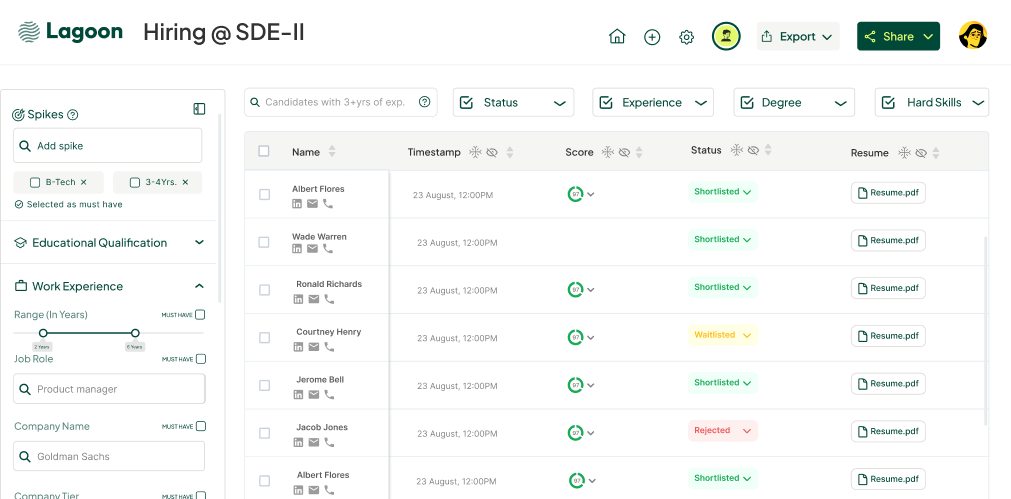 Lagoon
Hiring @ SDE-II
Export
Share
Spikes
Add spike
B-Tech ×
3-4Yrs. ×
Selected as must have
Educational Qualification
Work Experience
Range (In Years)
MUST HAVE
2 Years
6 Years
Job Role
MUST HAVE
Product manager
Company Name
MUST HAVE
Goldman Sachs
Company Tier
MUST HAVE
Candidates with 3+yrs of exp.
Status
Experience
Degree
Hard Skills
Name Timestamp Score Status Resume
Albert Flores 23 August, 12:00PM 97 Shortlisted Resume.pdf
Wade Warren 23 August, 12:00PM Shortlisted Resume.pdf
Ronald Richards 23 August, 12:00PM 97 Shortlisted Resume.pdf
Courtney Henry 23 August, 12:00PM 97 Waitlisted Resume.pdf
Jerome Bell 23 August, 12:00PM 97 Shortlisted Resume.pdf
Jacob Jones 23 August, 12:00PM 97 Rejected Resume.pdf
Albert Flores 23 August, 12:00PM 97 Shortlisted Resume.pdf